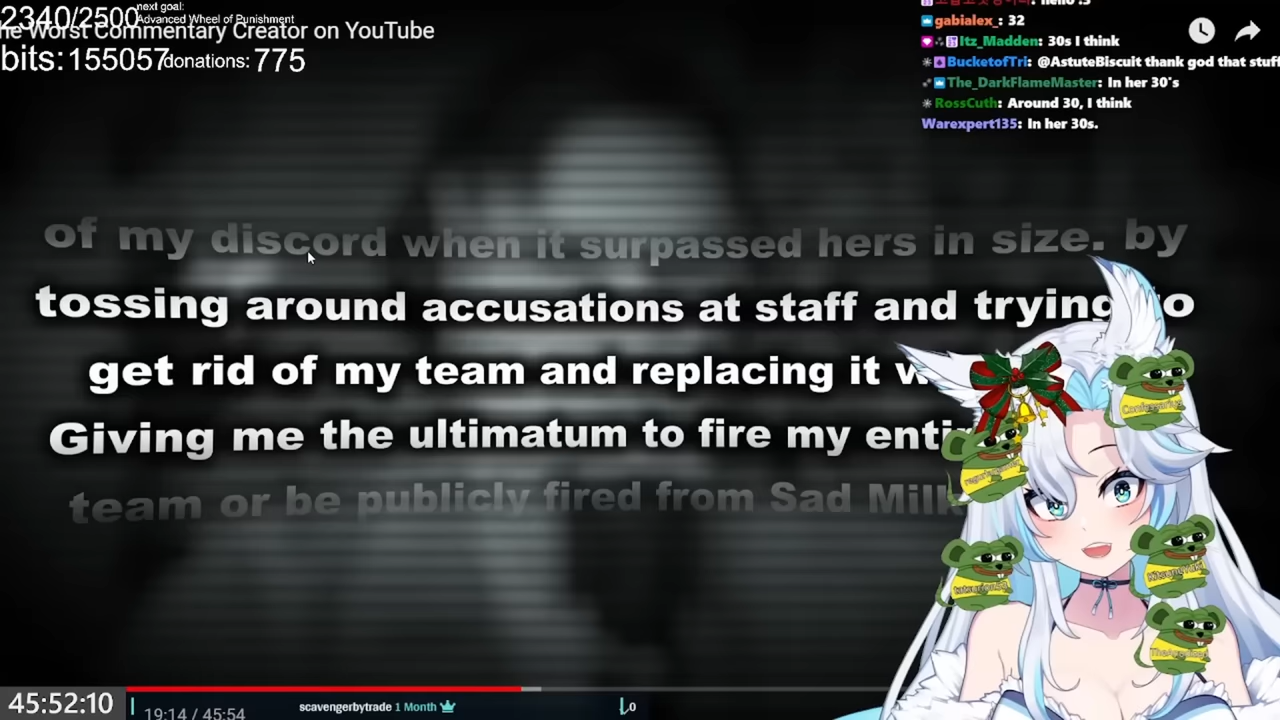 2340/2500
next goal:
Advanced Wheel of Punishment
he Worst Commentary Creator on YouTube
bits: 155057 donations: 775
gabialex_: 32
Itz_Madden: 30s I think
BucketofTri: @AstuteBiscuit thank god that stuff
The_DarkFlameMaster: In her 30's
RossCuth: Around 30, I think
Warexpert135: In her 30s.
of my discord when it surpassed hers in size. by
tossing around accusations at staff and trying to
get rid of my team and replacing it w
Giving me the ultimatum to fire my enti
team or be publicly fired from Sad Milk
45:52:10
19:14 / 45:54
scavengerbytrade 1 Month
0